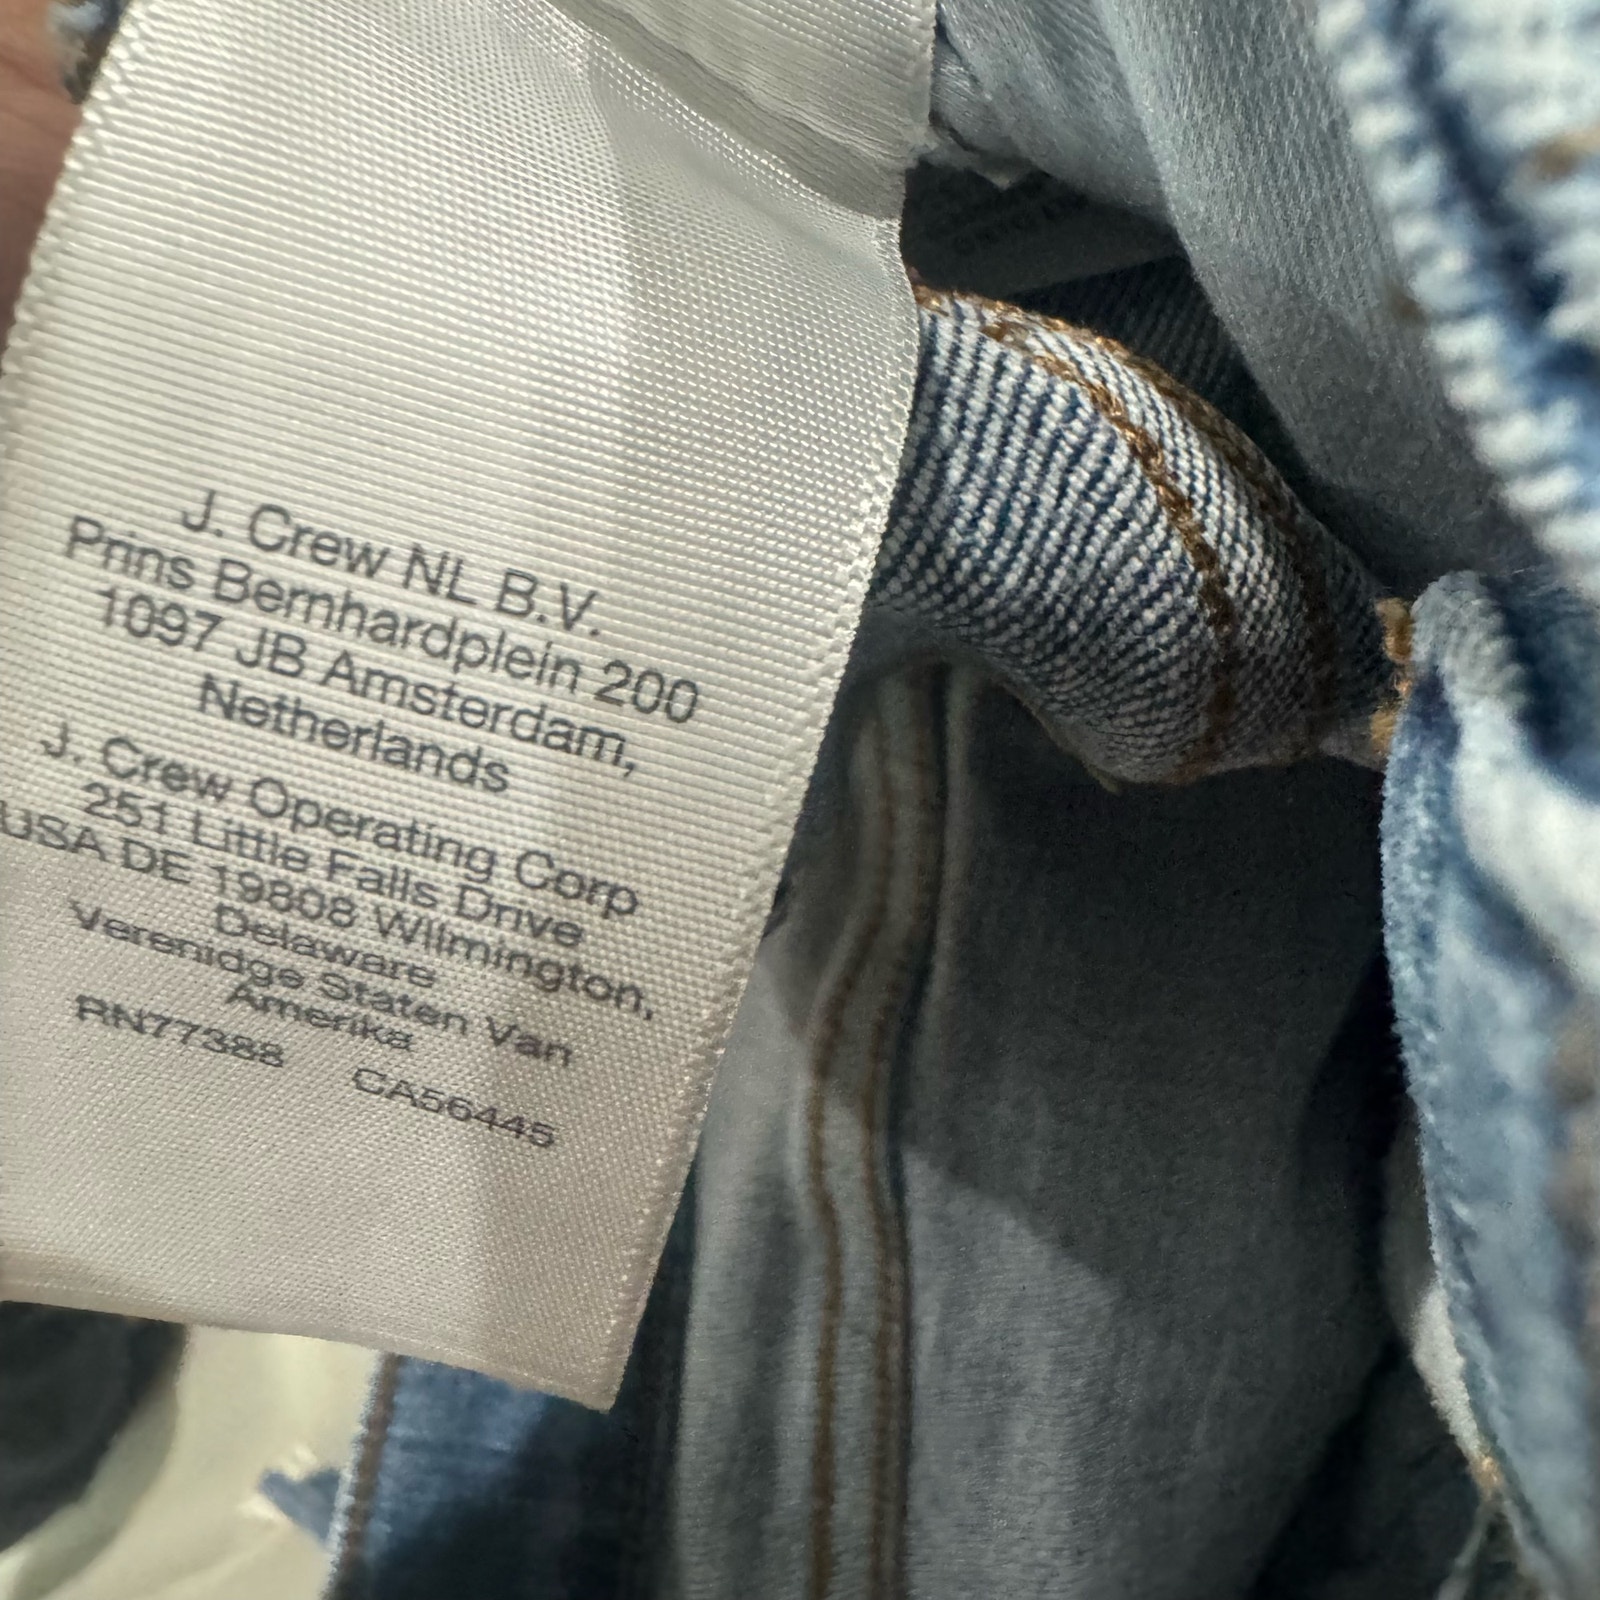 J. Crew NL B.V.
Prins Bernhardplein 200
1097 JB Amsterdam,
Netherlands
J. Crew Operating Corp
251 Little Falls Drive
USA DE 19808 Wilmington,
Delaware
Verenidge Staten Van
Amerika
RN77388 CA56445